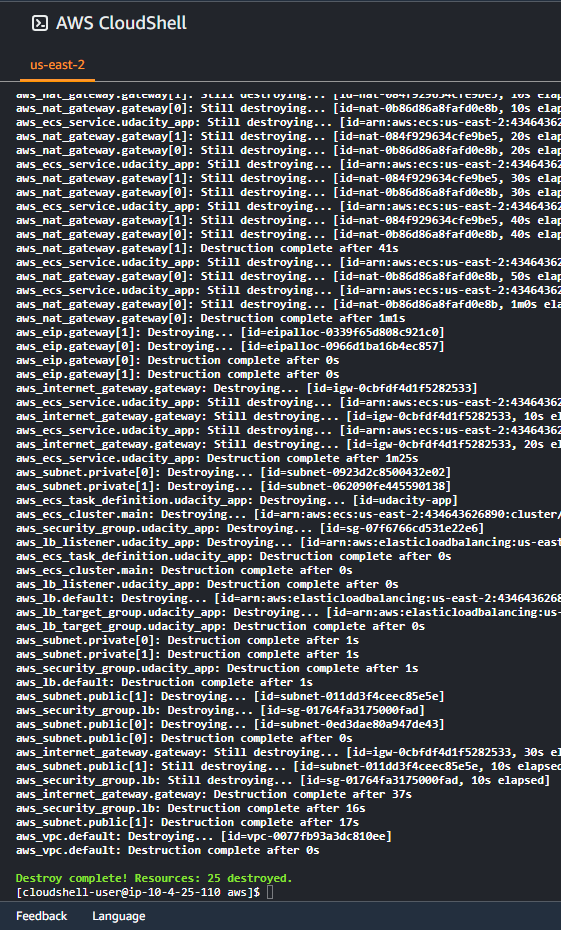 AWS CloudShell
us-east-2
aws_nat_gateway.gateway[1]: Still destroying... [id=nat-084f929634cfe9be5, 10s elap
aws_nat_gateway.gateway[0]: Still destroying... [id=nat-0b86d86a8fafd0e8b, 10s elap
aws_ecs_service.udacity_app: Still destroying... [id=arn:aws:ecs:us-east-2:43464362
aws_nat_gateway.gateway[1]: Still destroying... [id=nat-084f929634cfe9be5, 20s elap
aws_nat_gateway.gateway[0]: Still destroying... [id=nat-0b86d86a8fafd0e8b, 20s elap
aws_ecs_service.udacity_app: Still destroying... [id=arn:aws:ecs:us-east-2:43464362
aws_nat_gateway.gateway[1]: Still destroying... [id=nat-084f929634cfe9be5, 30s elap
aws_nat_gateway.gateway[0]: Still destroying... [id=nat-0b86d86a8fafd0e8b, 30s elap
aws_ecs_service.udacity_app: Still destroying... [id=arn:aws:ecs:us-east-2:43464362
aws_nat_gateway.gateway[1]: Still destroying... [id=nat-084f929634cfe9be5, 40s elap
aws_nat_gateway.gateway[0]: Still destroying... [id=nat-0b86d86a8fafd0e8b, 40s elap
aws_nat_gateway.gateway[1]: Destruction complete after 41s
aws_ecs_service.udacity_app: Still destroying... [id=arn:aws:ecs:us-east-2:43464362
aws_nat_gateway.gateway[0]: Still destroying... [id=nat-0b86d86a8fafd0e8b, 50s elap
aws_ecs_service.udacity_app: Still destroying... [id=arn:aws:ecs:us-east-2:43464362
aws_nat_gateway.gateway[0]: Still destroying... [id=nat-0b86d86a8fafd0e8b, 1m0s ela
aws_nat_gateway.gateway[0]: Destruction complete after 1m1s
aws_eip.gateway[1]: Destroying... [id=eipalloc-0339f65d808c921c0]
aws_eip.gateway[0]: Destroying... [id=eipalloc-0966d1ba16b4ec857]
aws_eip.gateway[0]: Destruction complete after 0s
aws_eip.gateway[1]: Destruction complete after 0s
aws_internet_gateway.gateway: Destroying... [id=igw-0cbfdf4d1f5282533]
aws_ecs_service.udacity_app: Still destroying... [id=arn:aws:ecs:us-east-2:43464362
aws_internet_gateway.gateway: Still destroying... [id=igw-0cbfdf4d1f5282533, 10s el
aws_ecs_service.udacity_app: Still destroying... [id=arn:aws:ecs:us-east-2:43464362
aws_internet_gateway.gateway: Still destroying... [id=igw-0cbfdf4d1f5282533, 20s el
aws_ecs_service.udacity_app: Destruction complete after 1m25s
aws_subnet.private[0]: Destroying... [id=subnet-0923d2c8500432e02]
aws_subnet.private[1]: Destroying... [id=subnet-062090fe445590138]
aws_ecs_task_definition.udacity_app: Destroying... [id=udacity-app]
aws_ecs_cluster.main: Destroying... [id=arn:aws:ecs:us-east-2:434643626890:cluster/
aws_security_group.udacity_app: Destroying... [id=sg-07f6766cd531e22e6]
aws_lb_listener.udacity_app: Destroying... [id=arn:aws:elasticloadbalancing:us-east
aws_ecs_task_definition.udacity_app: Destruction complete after 0s
aws_ecs_cluster.main: Destruction complete after 0s
aws_lb_listener.udacity_app: Destruction complete after 0s
aws_lb.default: Destroying... [id=arn:aws:elasticloadbalancing:us-east-2:4346436268
aws_lb_target_group.udacity_app: Destroying... [id=arn:aws:elasticloadbalancing:us-
aws_lb_target_group.udacity_app: Destruction complete after 0s
aws_subnet.private[0]: Destruction complete after 1s
aws_subnet.private[1]: Destruction complete after 1s
aws_security_group.udacity_app: Destruction complete after 1s
aws_lb.default: Destruction complete after 1s
aws_subnet.public[1]: Destroying... [id=subnet-011dd3f4ceec85e5e]
aws_security_group.lb: Destroying... [id=sg-01764fa3175000fad]
aws_subnet.public[0]: Destroying... [id=subnet-0ed3dae80a947de43]
aws_subnet.public[0]: Destruction complete after 0s
aws_internet_gateway.gateway: Still destroying... [id=igw-0cbfdf4d1f5282533, 30s el
aws_subnet.public[1]: Still destroying... [id=subnet-011dd3f4ceec85e5e, 10s elapsed
aws_security_group.lb: Still destroying... [id=sg-01764fa3175000fad, 10s elapsed]
aws_internet_gateway.gateway: Destruction complete after 37s
aws_security_group.lb: Destruction complete after 16s
aws_subnet.public[1]: Destruction complete after 17s
aws_vpc.default: Destroying... [id=vpc-0077fb93a3dc810ee]
aws_vpc.default: Destruction complete after 0s
Destroy complete! Resources: 25 destroyed.
[cloudshell-user@ip-10-4-25-110 aws]$
Feedback Language